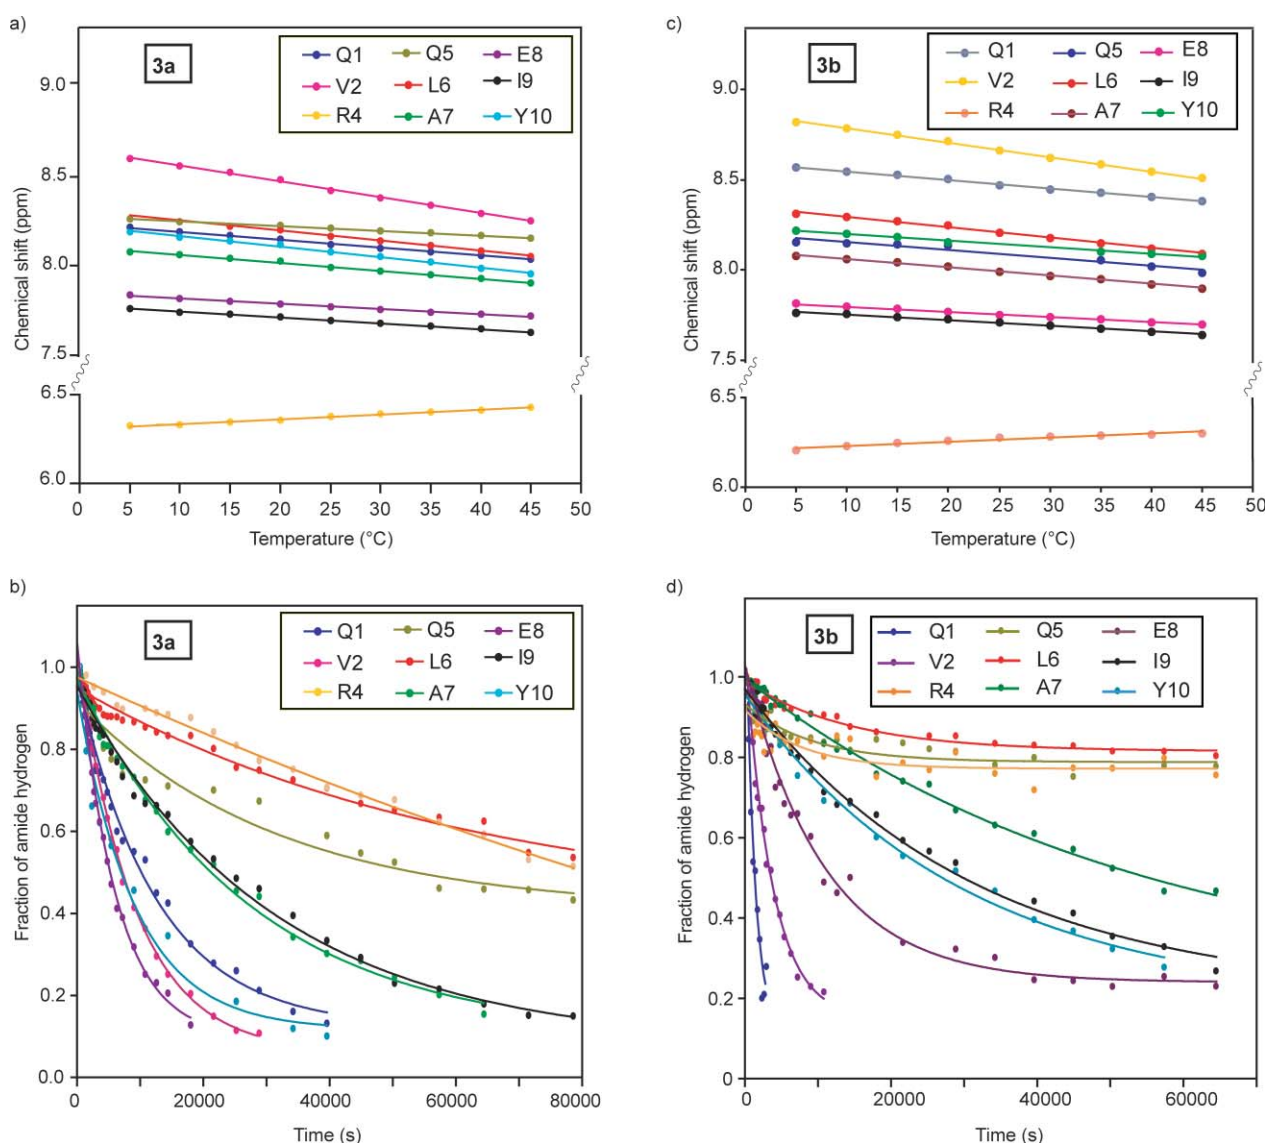 a)
3a
Q1 Q5 E8
V2 L6 I9
R4 A7 Y10
Chemical shift (ppm)
9.0
8.5
8.0
7.5
6.5
6.0
0 5 10 15 20 25 30 35 40 45 50
Temperature (°C)
c)
3b
Q1 Q5 E8
V2 L6 I9
R4 A7 Y10
Chemical shift (ppm)
9.0
8.5
8.0
7.5
6.5
6.0
0 5 10 15 20 25 30 35 40 45 50
Temperature (°C)
b)
3a
Q1 Q5 E8
V2 L6 I9
R4 A7 Y10
Fraction of amide hydrogen
1.0
0.8
0.6
0.4
0.2
0.0
0 20000 40000 60000 80000
Time (s)
d)
3b
Q1 Q5 E8
V2 L6 I9
R4 A7 Y10
Fraction of amide hydrogen
1.0
0.8
0.6
0.4
0.2
0
0 20000 40000 60000
Time (s)